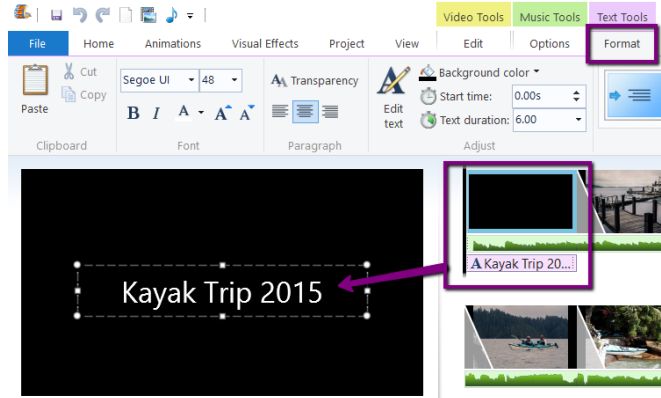 Video Tools Music Tools Text Tools
File Home Animations Visual Effects Project View Edit Options Format
Paste
Cut
Copy
Clipboard
Segoe UI 48
B I A A A
Font
Transparency
Paragraph
Edit
text
Background color
Start time: 0.00s
Text duration: 6.00
Adjust
Kayak Trip 2015
A Kayak Trip 20...